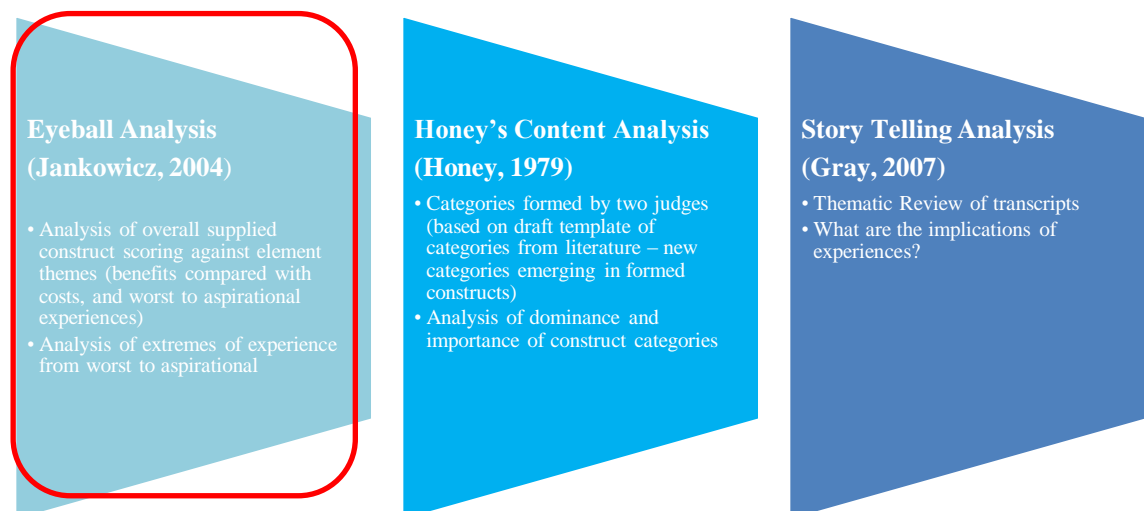 Eyeball Analysis
(Jankowicz, 2004)
• Analysis of overall supplied
construct scoring against element
themes (benefits compared with
costs, and worst to aspirational
experiences)
• Analysis of extremes of experience
from worst to aspirational
Honey's Content Analysis
(Honey, 1979)
• Categories formed by two judges
(based on draft template of
categories from literature – new
categories emerging in formed
constructs)
• Analysis of dominance and
importance of construct categories
Story Telling Analysis
(Gray, 2007)
• Thematic Review of transcripts
• What are the implications of
experiences?